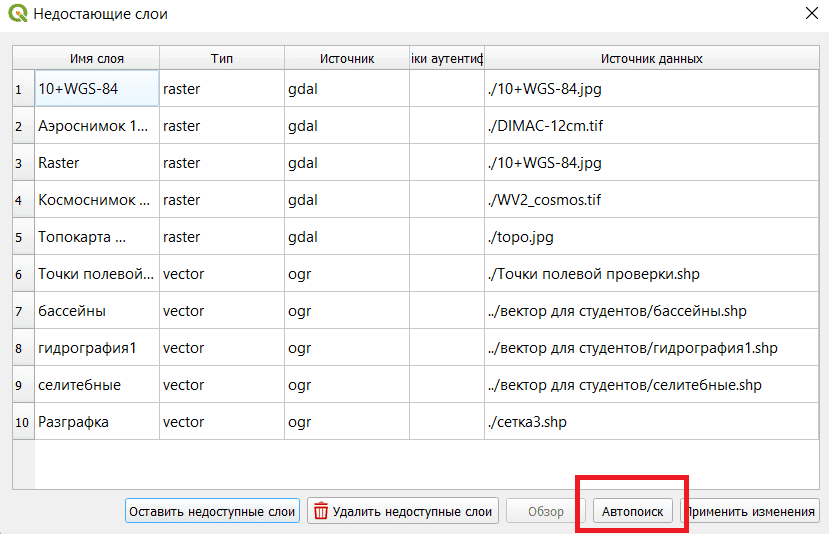 Недостающие слои
Имя слоя Тип Источник іки аутентиф Источник данных
1 10+WGS-84 raster gdal ./10+WGS-84.jpg
2 Аэроснимок 1... raster gdal ./DIMAC-12cm.tif
3 Raster raster gdal ./10+WGS-84.jpg
4 Космоснимок ... raster gdal ./WV2_cosmos.tif
5 Топокарта ... raster gdal ./topo.jpg
6 Точки полевой... vector ogr ./Точки полевой проверки.shp
7 бассейны vector ogr ../вектор для студентов/бассейны.shp
8 гидрография1 vector ogr ../вектор для студентов/гидрография1.shp
9 селитебные vector ogr ../вектор для студентов/селитебные.shp
10 Разграфка vector ogr ./сетка3.shp
Оставить недоступные слои Удалить недоступные слои Обзор Автопоиск Применить изменения